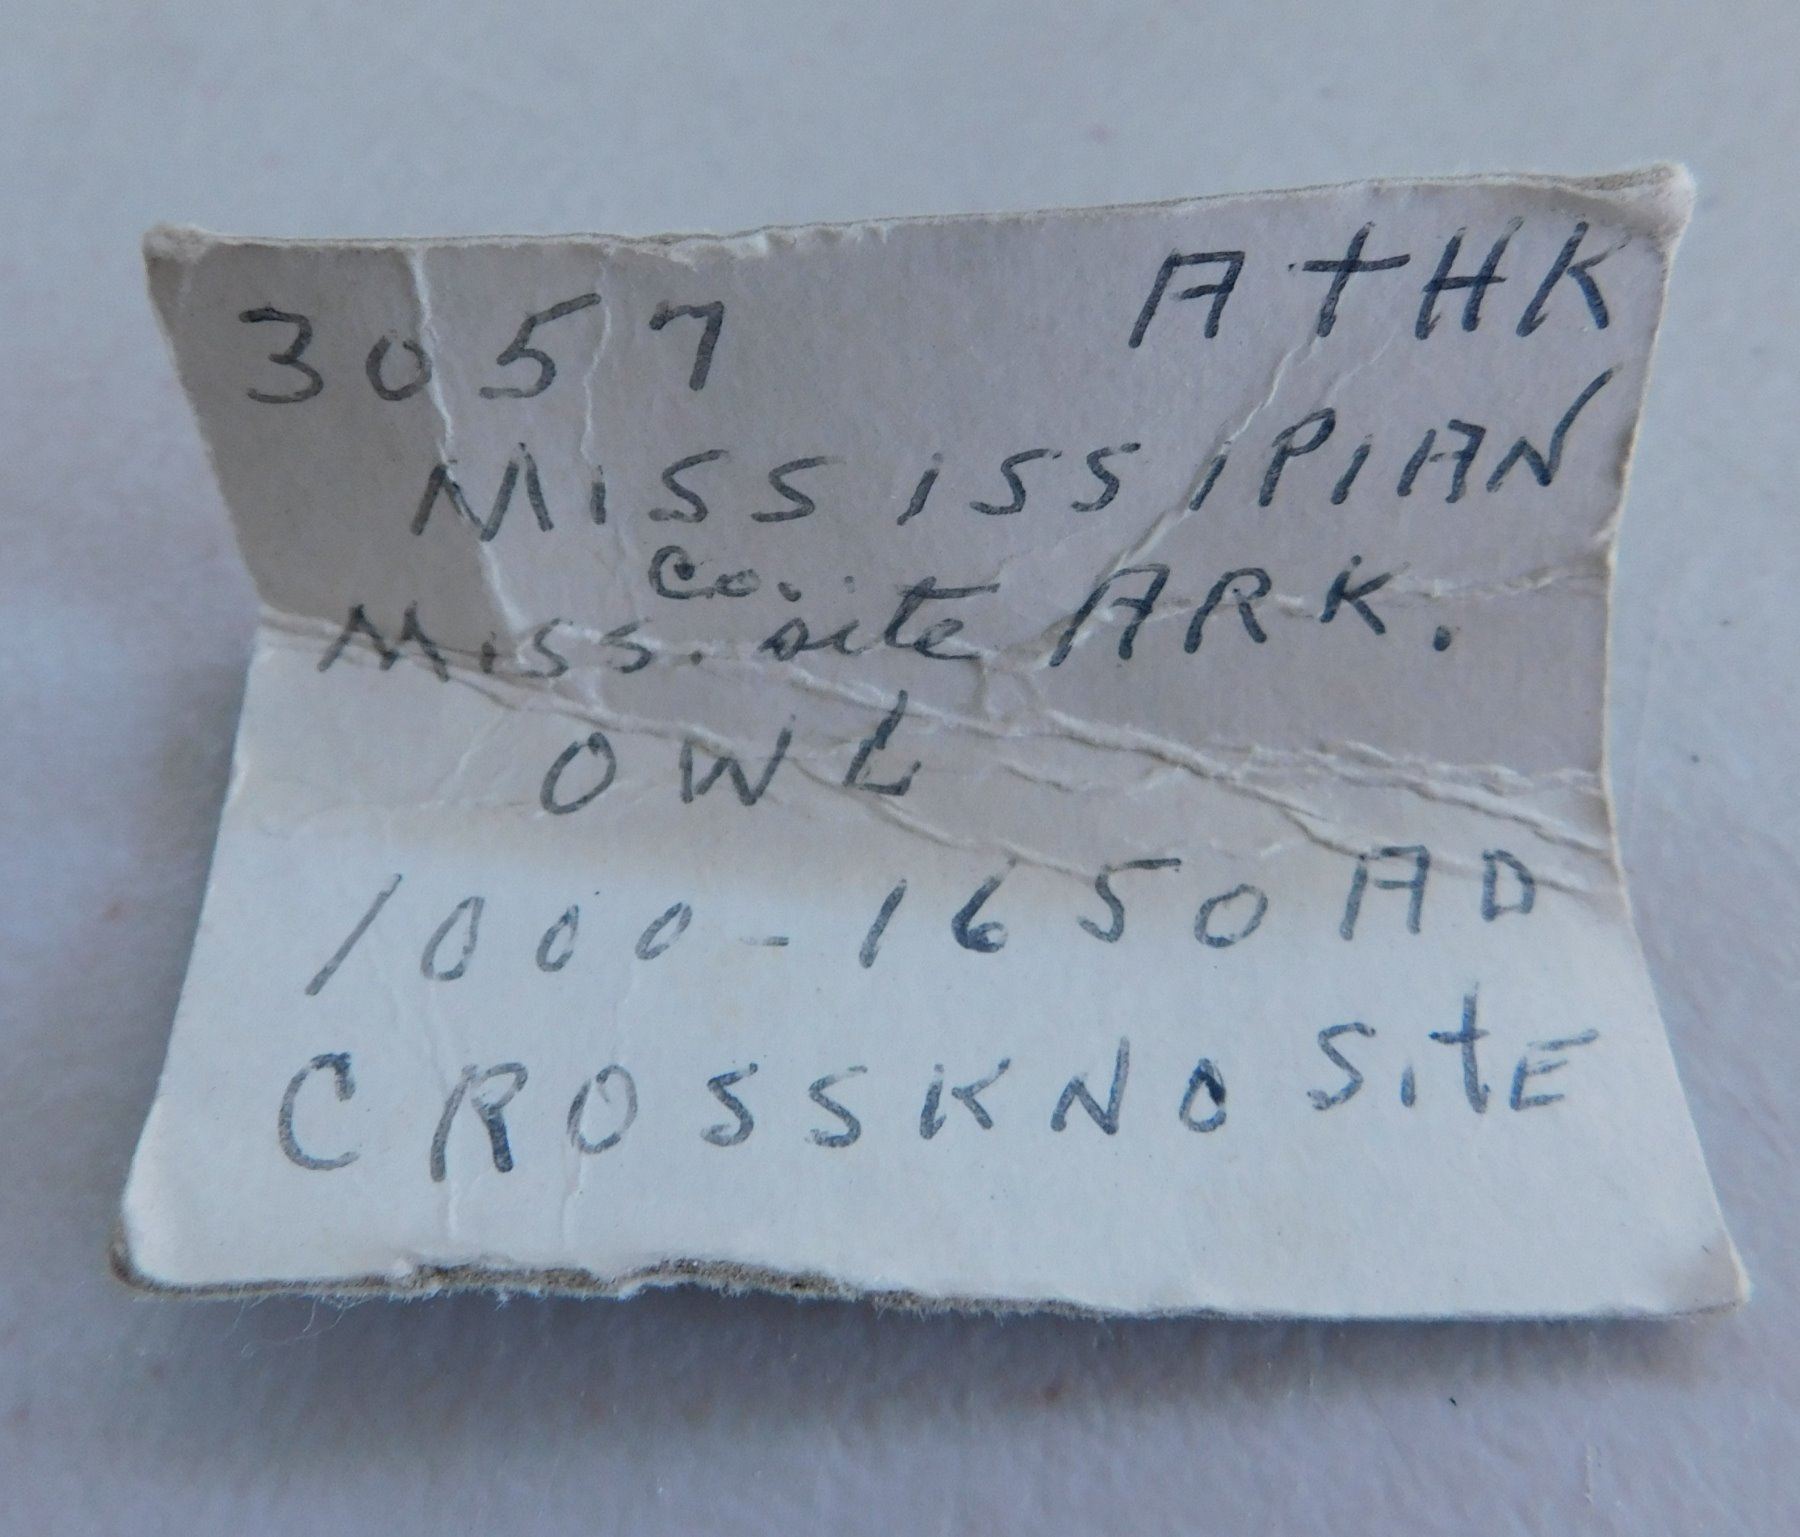 3057 AtHK
MiSSiSSiPiAN
Co.
Miss. site ARK.
OWL
1000-1650 AD
CROSSKNO SitE